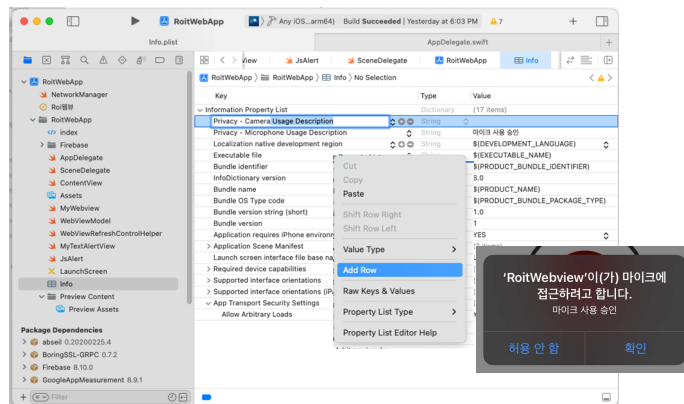 RoitWebApp
RoitWebApp
Any iOS...arm64)
Build Succeeded | Yesterday at 6:03 PM
7
Info.plist
AppDelegate.swift
View
JsAlert
SceneDelegate
RoitWebApp
Info
RoitWebApp
NetworkManager
Roi웹뷰
RoitWebApp
index
Firebase
AppDelegate
SceneDelegate
ContentView
Assets
MyWebview
WebViewModel
WebViewRefreshControlHelper
MyTextAlertView
JsAlert
LaunchScreen
Info
Preview Content
Preview Assets
Package Dependencies
abseil 0.20200225.4
BoringSSL-GRPC 0.7.2
Firebase 8.10.0
GoogleAppMeasurement 8.9.1
Filter
RoitWebApp > RoitWebApp > Info > No Selection
Key Type Value
Information Property List Dictionary (17 items)
Privacy - Camera Usage Description String
Privacy - Microphone Usage Description String 마이크 사용 승인
Localization native development region String $(DEVELOPMENT_LANGUAGE)
Executable file $(EXECUTABLE_NAME)
Bundle identifier $(PRODUCT_BUNDLE_IDENTIFIER)
InfoDictionary version 6.0
Bundle name $(PRODUCT_NAME)
Bundle OS Type code $(PRODUCT_BUNDLE_PACKAGE_TYPE)
Bundle version string (short) 1.0
Bundle version 1
Application requires iPhone environ YES
Application Scene Manifest
Launch screen interface file base na
Required device capabilities
Supported interface orientations
Supported interface orientations (iPa
App Transport Security Settings
Allow Arbitrary Loads
Cut
Copy
Paste
Shift Row Right
Shift Row Left
Value Type
Add Row
Raw Keys & Values
Property List Type
Property List Editor Help
'RoitWebview'이(가) 마이크에
접근하려고 합니다.
마이크 사용 승인
허용 안 함
확인